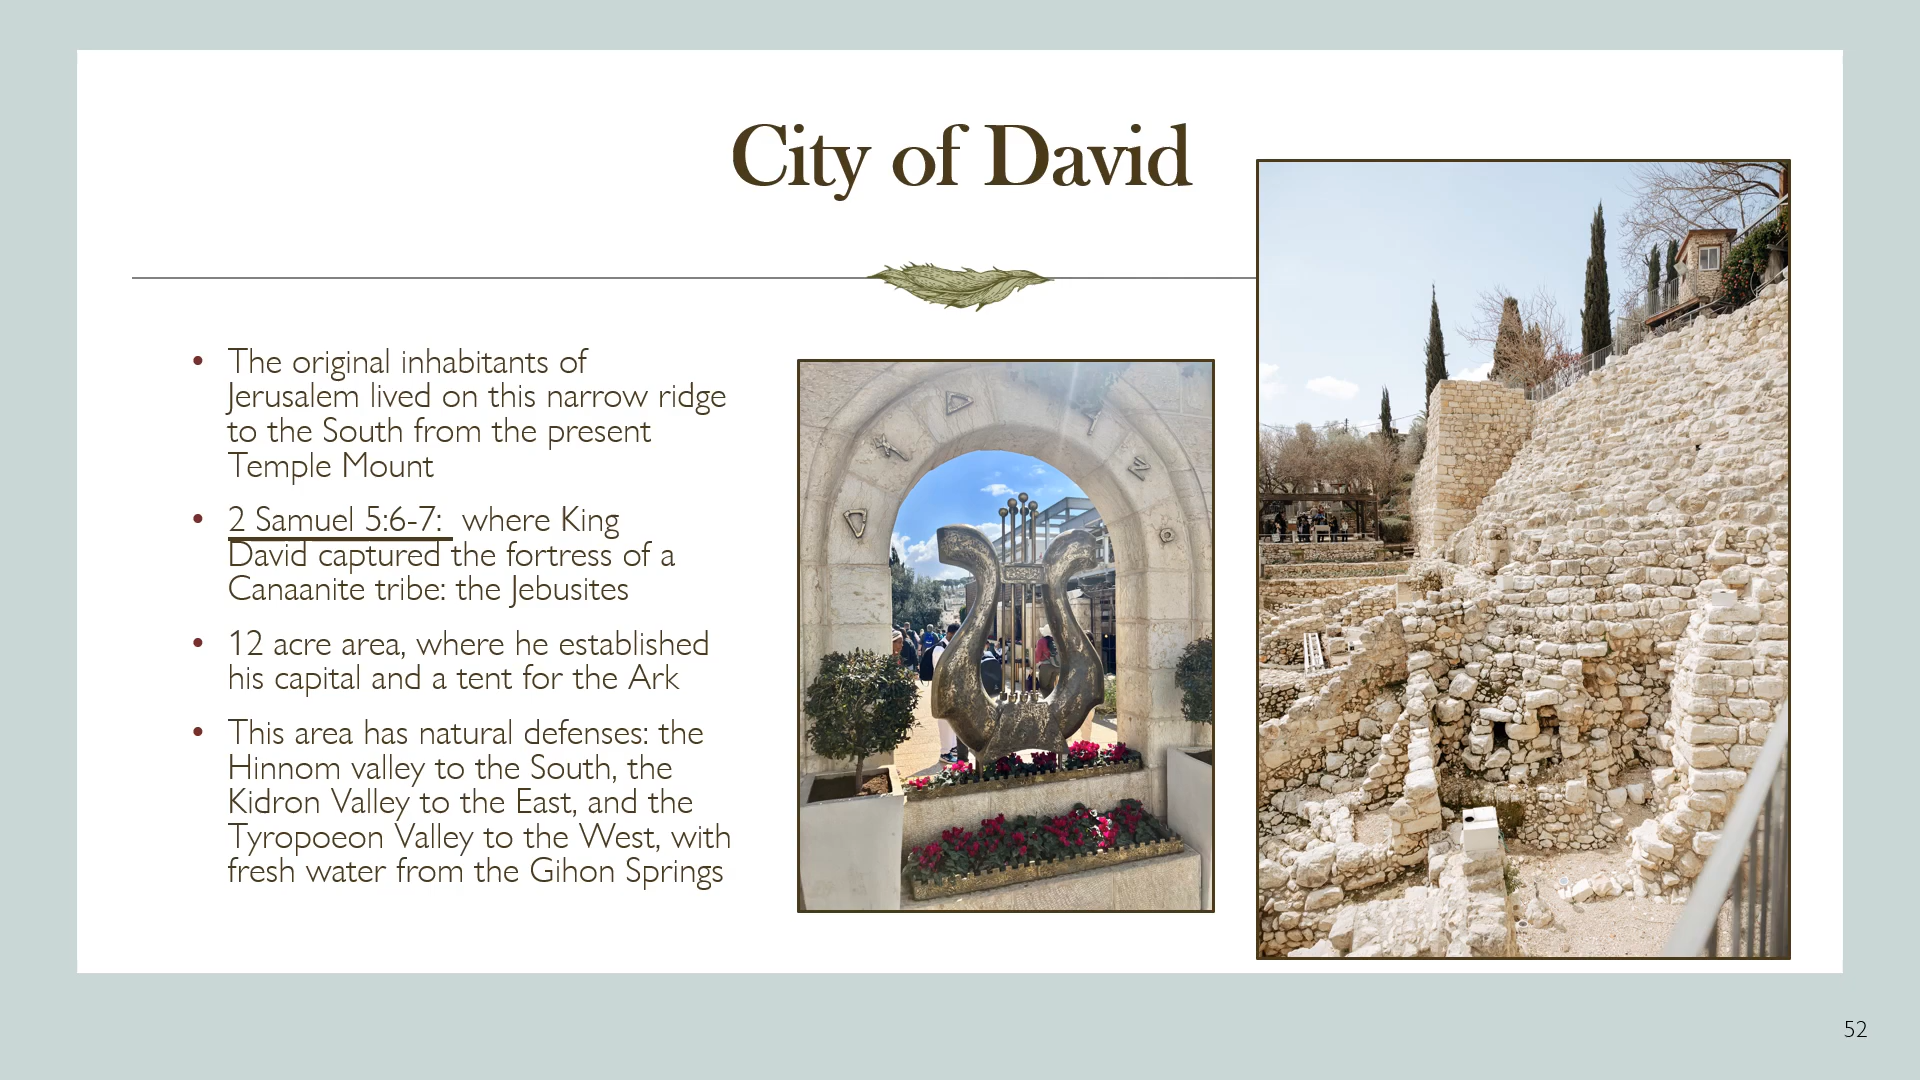 City of David
• The original inhabitants of
Jerusalem lived on this narrow ridge
to the South from the present
Temple Mount
• 2 Samuel 5:6-7: where King
David captured the fortress of a
Canaanite tribe: the Jebusites
• 12 acre area, where he established
his capital and a tent for the Ark
• This area has natural defenses: the
Hinnom valley to the South, the
Kidron Valley to the East, and the
Tyropoeon Valley to the West, with
fresh water from the Gihon Springs
52